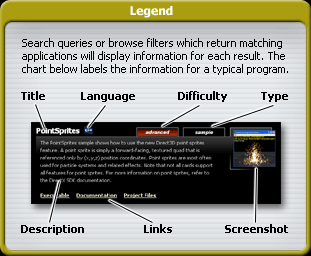 Legend
Search queries or browse filters which return matching
applications will display information for each result. The
chart below labels the information for a typical program.
Title Language Difficulty Type
PointSprites advanced sample
The PointSprites sample shows how to use the new Direct3D point sprites
feature. A point sprite is simply a forward-facing, textured quad that is
referenced only by (x,y,z) position coordinates. Point sprites are most often
used for particle systems and related effects. Note that not all cards support
all features for point sprites. For more information on point sprites, refer to
the DirectX SDK documentation.
Executable Documentation Project Files
Description Links Screenshot